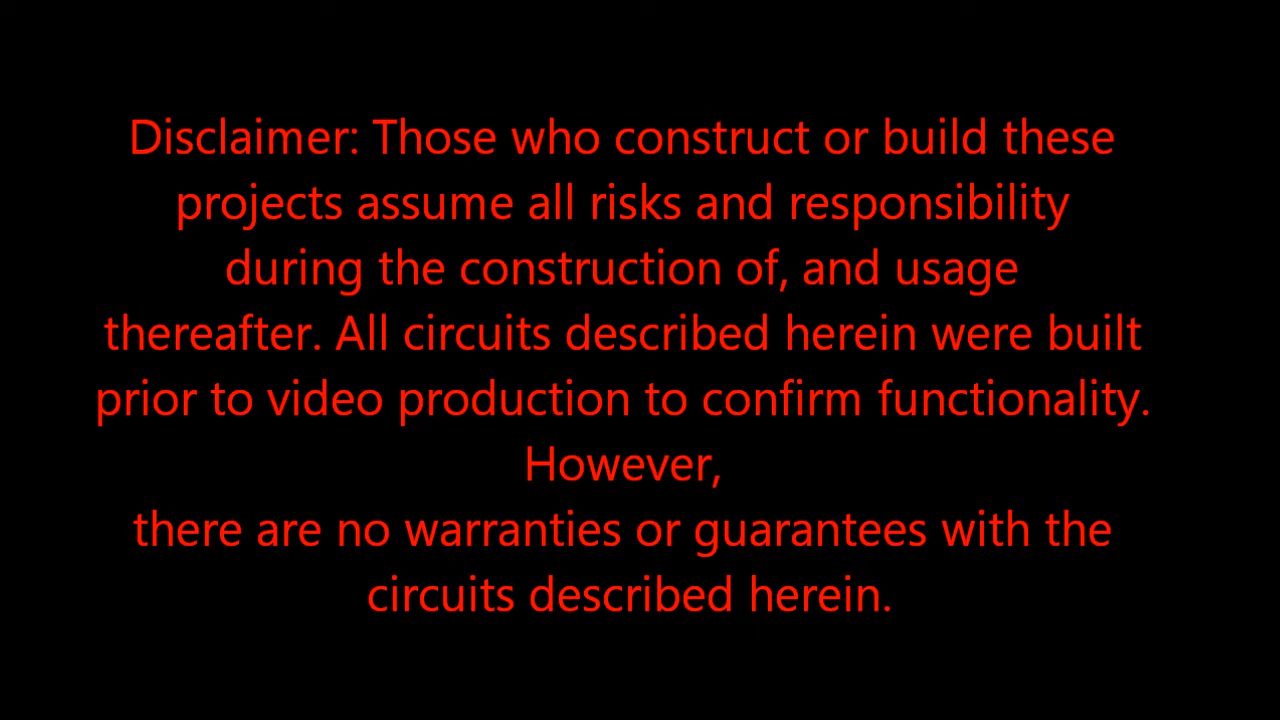 Disclaimer: Those who construct or build these
projects assume all risks and responsibility
during the construction of, and usage
thereafter. All circuits described herein were built
prior to video production to confirm functionality.
However,
there are no warranties or guarantees with the
circuits described herein.